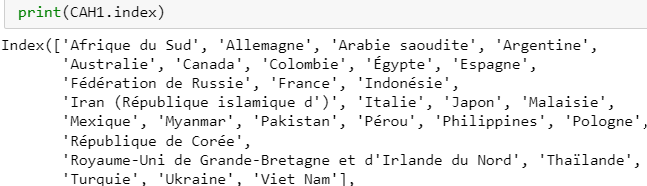 print(CAH1.index)
Index(['Afrique du Sud', 'Allemagne', 'Arabie saoudite', 'Argentine',
'Australie', 'Canada', 'Colombie', 'Égypte', 'Espagne',
'Fédération de Russie', 'France', 'Indonésie',
'Iran (République islamique d')', 'Italie', 'Japon', 'Malaisie',
'Mexique', 'Myanmar', 'Pakistan', 'Pérou', 'Philippines', 'Pologne',
'République de Corée',
'Royaume-Uni de Grande-Bretagne et d'Irlande du Nord', 'Thaïlande',
'Turquie', 'Ukraine', 'Viet Nam'],